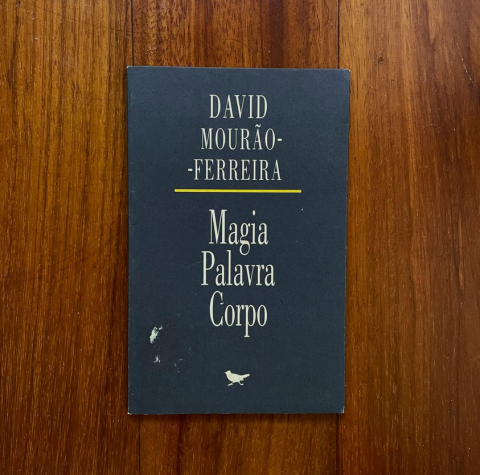 DAVID
MOURÃO-
-FERREIRA
Magia
Palavra
Corpo